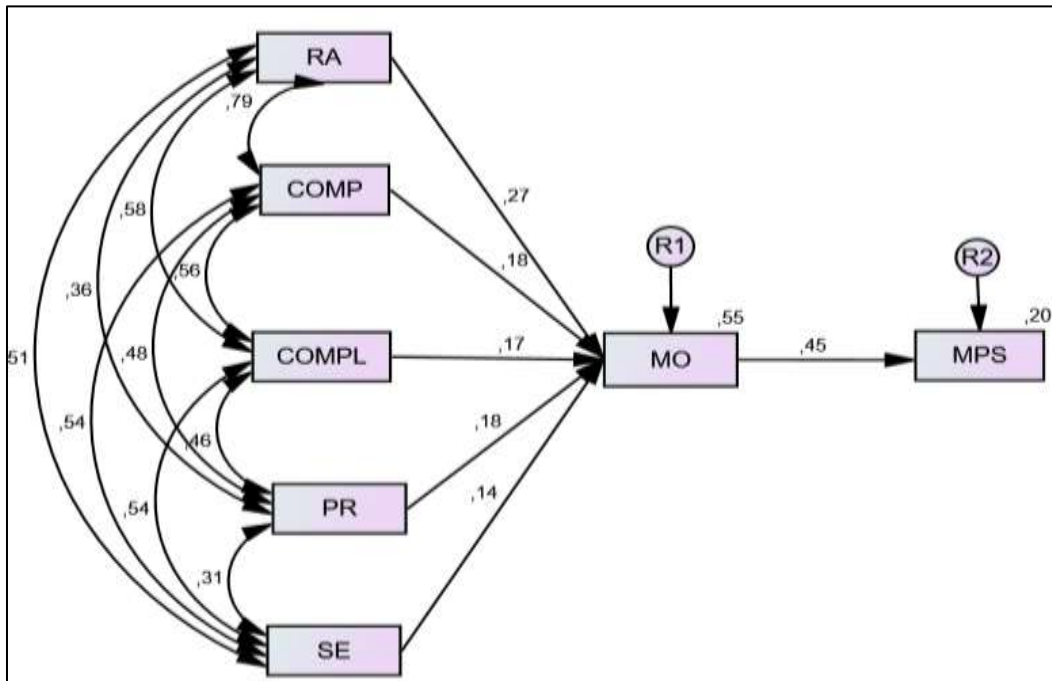 RA
,79
COMP
,27
,58
,18
,56
R1
R2
,36
,55
,20
COMPL
,17
MO
,45
MPS
51
,48
,54
,46
,18
PR
,14
,54
,31
SE